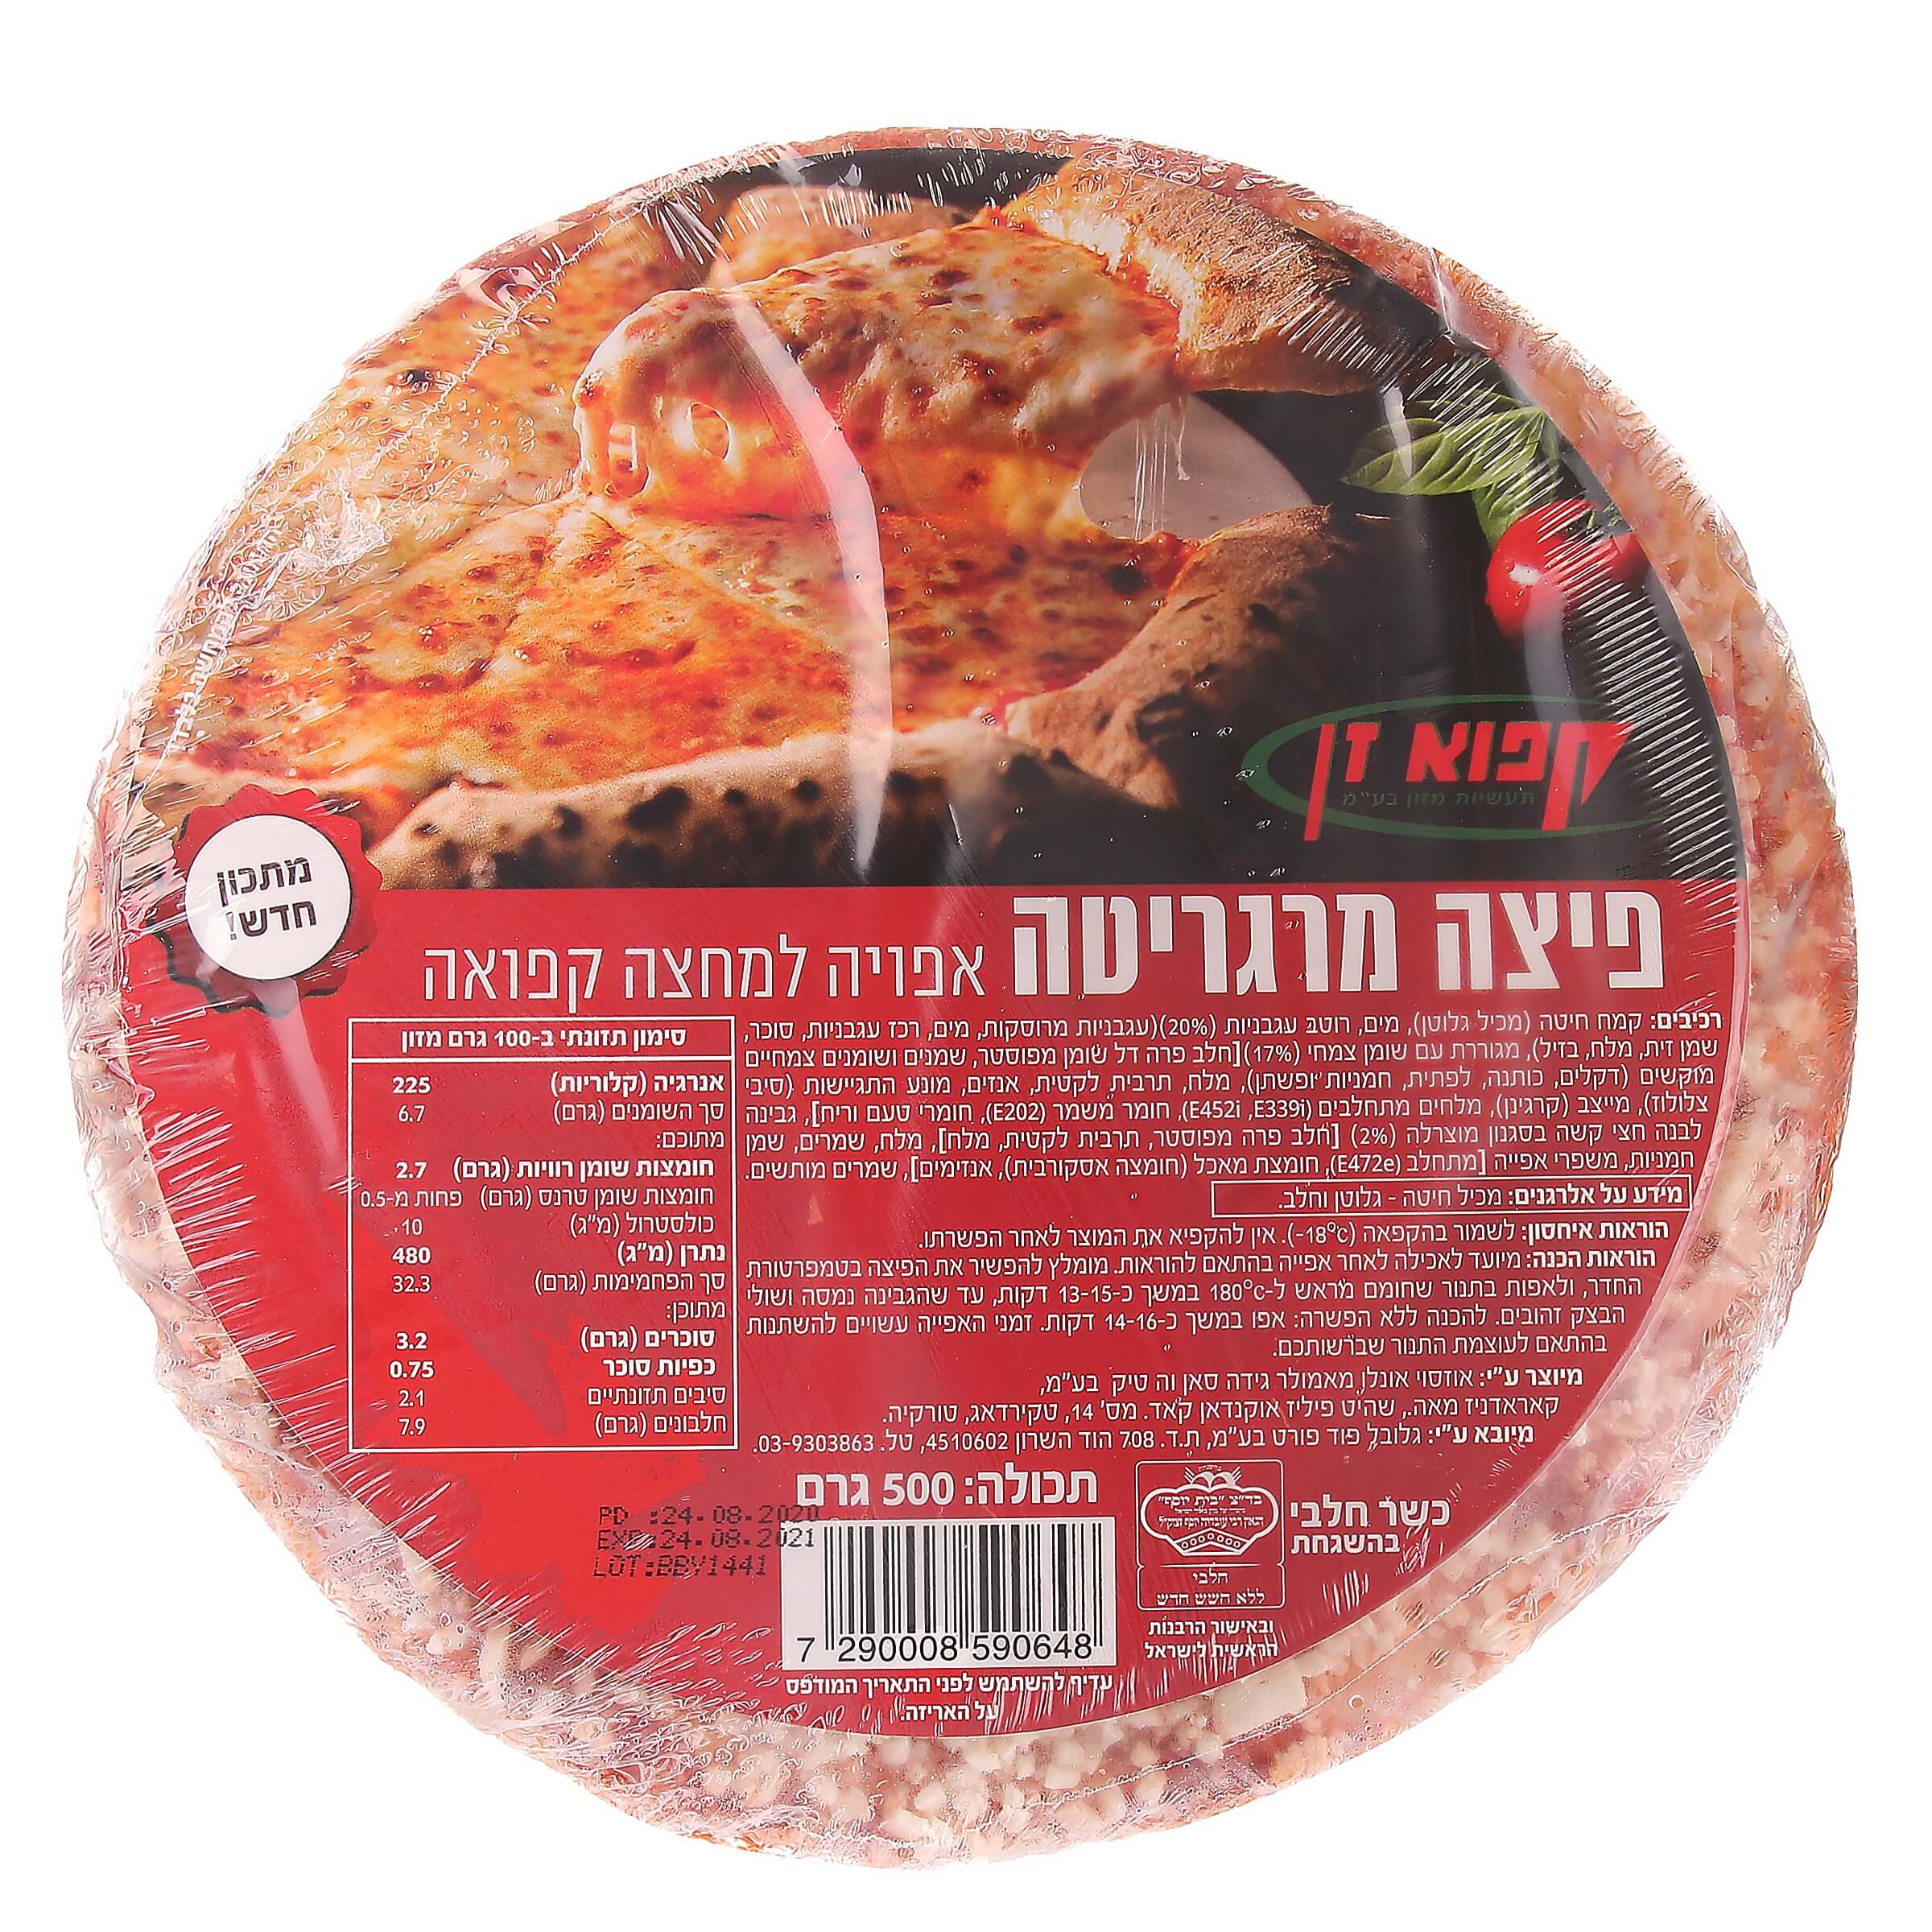 קפוא זן
תעשיות מזון בע"מ
מתכון
חדש!
פיצה מרגריטה אפויה למחצה קפואה
רכיבים: קמח חיטה (מכיל גלוטן), מים, רוטב עגבניות (20%)(עגבניות מרוסקות, מים, רכז עגבניות, סוכר,
שמן זית, מלח, בזיל), מגוררת עם שומן צמחי (17%)[חלב פרה דל שומן מפוסטר, שמנים ושומנים צמחיים
מוקשים (דקלים, כותנה, לפתית, חמניות ופשתן), מלח, תרבית לקטית, אנזים, מונע התגיישות (סיבי
צלולוז), מייצב (קרגינן), מלחים מתחלבים (E452i ,E339i), חומר משמר (E202), חומרי טעם וריח], גבינה
לבנה חצי קשה בסגנון מוצרלה (2%) [חלב פרה מפוסטר, תרבית לקטית, מלח], מלח, שמרים, שמן
חמניות, משפרי אפייה [מתחלב (E472e), חומצת מאכל (חומצה אסקורבית), אנזימים], שמרים מותשים.
מידע על אלרגנים: מכיל חיטה - גלוטן וחלב.
הוראות איחסון: לשמור בהקפאה (18°C-). אין להקפיא את המוצר לאחר הפשרתו.
הוראות הכנה: מיועד לאכילה לאחר אפייה בהתאם להוראות. מומלץ להפשיר את הפיצה בטמפרטורת
החדר, ולאפות בתנור שחומם מראש ל-180°C במשך כ-13-15 דקות, עד שהגבינה נמסה ושולי
הבצק זהובים. להכנה ללא הפשרה: אפו במשך כ-14-16 דקות. זמני האפייה עשויים להשתנות
בהתאם לעוצמת התנור שברשותכם.
מיוצר ע"י: אוזסוי אונלן מאמולר גידה סאן וה טיק בע"מ,
קאראדניז מאה., שהיט פיליז אוקנדאן קאד. מס' 14, טקירדאג, טורקיה.
מיובא ע"י: גלובל פוד פורט בע"מ, ת.ד. 708 הוד השרון 4510602, טל. 03-9303863.
סימון תזונתי ב-100 גרם מזון
אנרגיה (קלוריות) 225
סך השומנים (גרם) 6.7
מתוכם:
חומצות שומן רוויות (גרם) 2.7
חומצות שומן טרנס (גרם) פחות מ-0.5
כולסטרול (מ"ג) 10
נתרן (מ"ג) 480
סך הפחמימות (גרם) 32.3
מתוכן:
סוכרים (גרם) 3.2
כפיות סוכר 0.75
סיבים תזונתיים 2.1
חלבונים (גרם) 7.9
כשר חלבי
בהשגחת
בד"צ "בית יוסף"
חלבי
ללא חשש חדש
ובאישור הרבנות
הראשית לישראל
תכולה: 500 גרם
PD :24.08.2020
EXP:24.08.2021
LOT:BBY1441
7 290008 590648
עדיף להשתמש לפני התאריך המודפס
על האריזה.